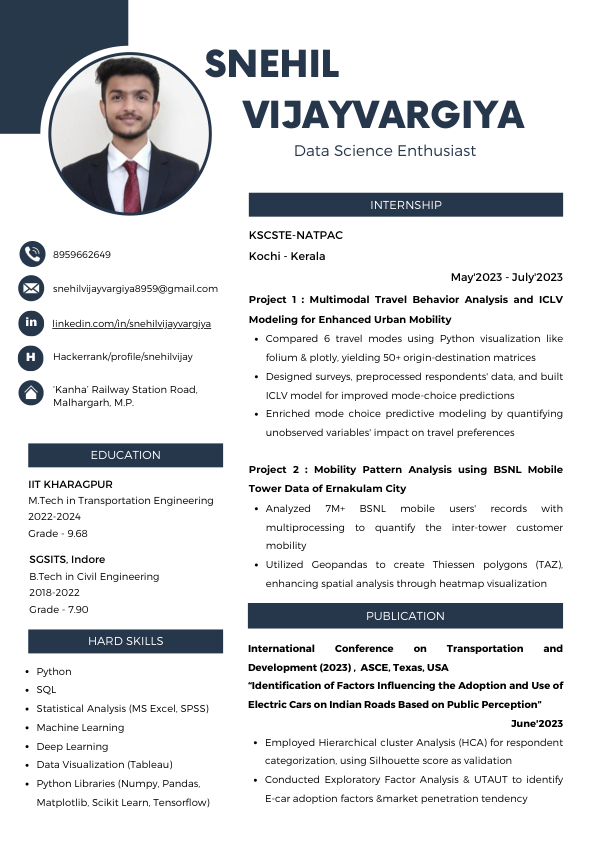 SNEHIL
VIJAYVARGIYA
Data Science Enthusiast
8959662649
snehilvijayvargiya8959@gmail.com
in
linkedin.com/in/snehilvijayvargiya
H
Hackerrank/profile/snehilvijay
'Kanha' Railway Station Road,
Malhargarh, M.P.
EDUCATION
IIT KHARAGPUR
M.Tech in Transportation Engineering
2022-2024
Grade - 9.68
SGSITS, Indore
B.Tech in Civil Engineering
2018-2022
Grade - 7.90
HARD SKILLS
• Python
• SQL
• Statistical Analysis (MS Excel, SPSS)
• Machine Learning
• Deep Learning
• Data Visualization (Tableau)
• Python Libraries (Numpy, Pandas,
Matplotlib, Scikit Learn, Tensorflow)
INTERNSHIP
KSCSTE-NATPAC
Kochi - Kerala
May'2023 - July'2023
Project 1 : Multimodal Travel Behavior Analysis and ICLV
Modeling for Enhanced Urban Mobility
• Compared 6 travel modes using Python visualization like
folium & plotly, yielding 50+ origin-destination matrices
• Designed surveys, preprocessed respondents' data, and built
ICLV model for improved mode-choice predictions
• Enriched mode choice predictive modeling by quantifying
unobserved variables' impact on travel preferences
Project 2 : Mobility Pattern Analysis using BSNL Mobile
Tower Data of Ernakulam City
• Analyzed 7M+ BSNL mobile users' records with
multiprocessing to quantify the inter-tower customer
mobility
• Utilized Geopandas to create Thiessen polygons (TAZ),
enhancing spatial analysis through heatmap visualization
PUBLICATION
International Conference on Transportation and
Development (2023) , ASCE, Texas, USA
"Identification of Factors Influencing the Adoption and Use of
Electric Cars on Indian Roads Based on Public Perception"
June'2023
• Employed Hierarchical cluster Analysis (HCA) for respondent
categorization, using Silhouette score as validation
• Conducted Exploratory Factor Analysis & UTAUT to identify
E-car adoption factors &market penetration tendency